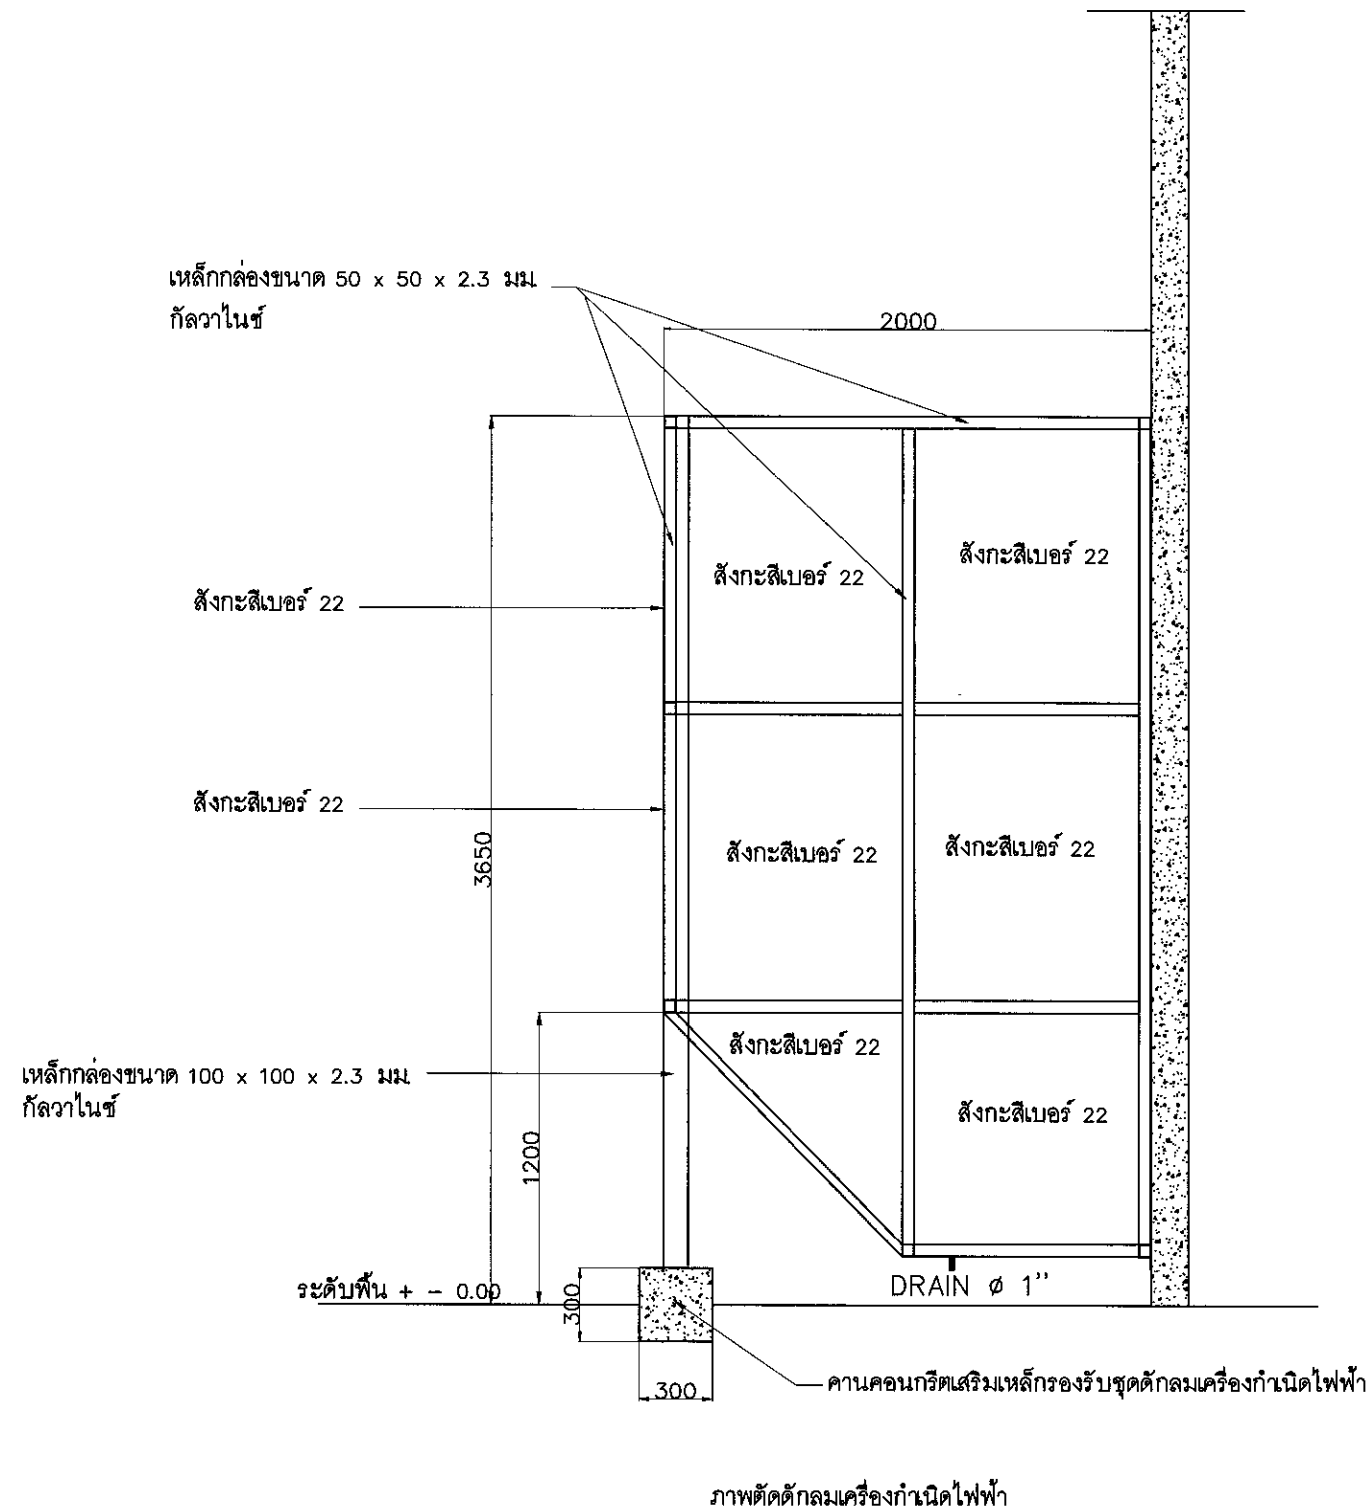 เหล็กกล่องขนาด 50 x 50 x 2.3 มม.
กัลวาไนซ์
2000
สังกะสีเบอร์ 22
สังกะสีเบอร์ 22
สังกะสีเบอร์ 22
สังกะสีเบอร์ 22
3650
สังกะสีเบอร์ 22
สังกะสีเบอร์ 22
สังกะสีเบอร์ 22
เหล็กกล่องขนาด 100 x 100 x 2.3 มม.
กัลวาไนซ์
สังกะสีเบอร์ 22
1200
ระดับพื้น + - 0.00
300
DRAIN ø 1''
300
คานคอนกรีตเสริมเหล็กรองรับชุดดักลมเครื่องกำเนิดไฟฟ้า
ภาพตัดดักลมเครื่องกำเนิดไฟฟ้า